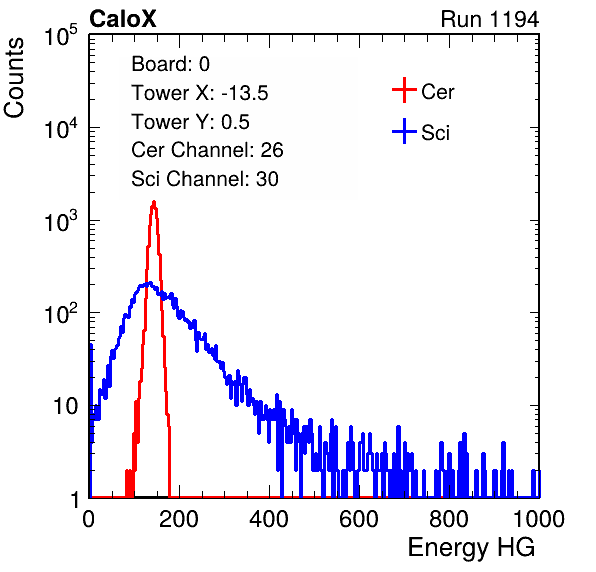 CaloX Run 1194
Counts
10^5
10^4
10^3
10^2
10
1
Board: 0
Tower X: -13.5
Tower Y: 0.5
Cer Channel: 26
Sci Channel: 30
Cer
Sci
0 200 400 600 800 1000
Energy HG